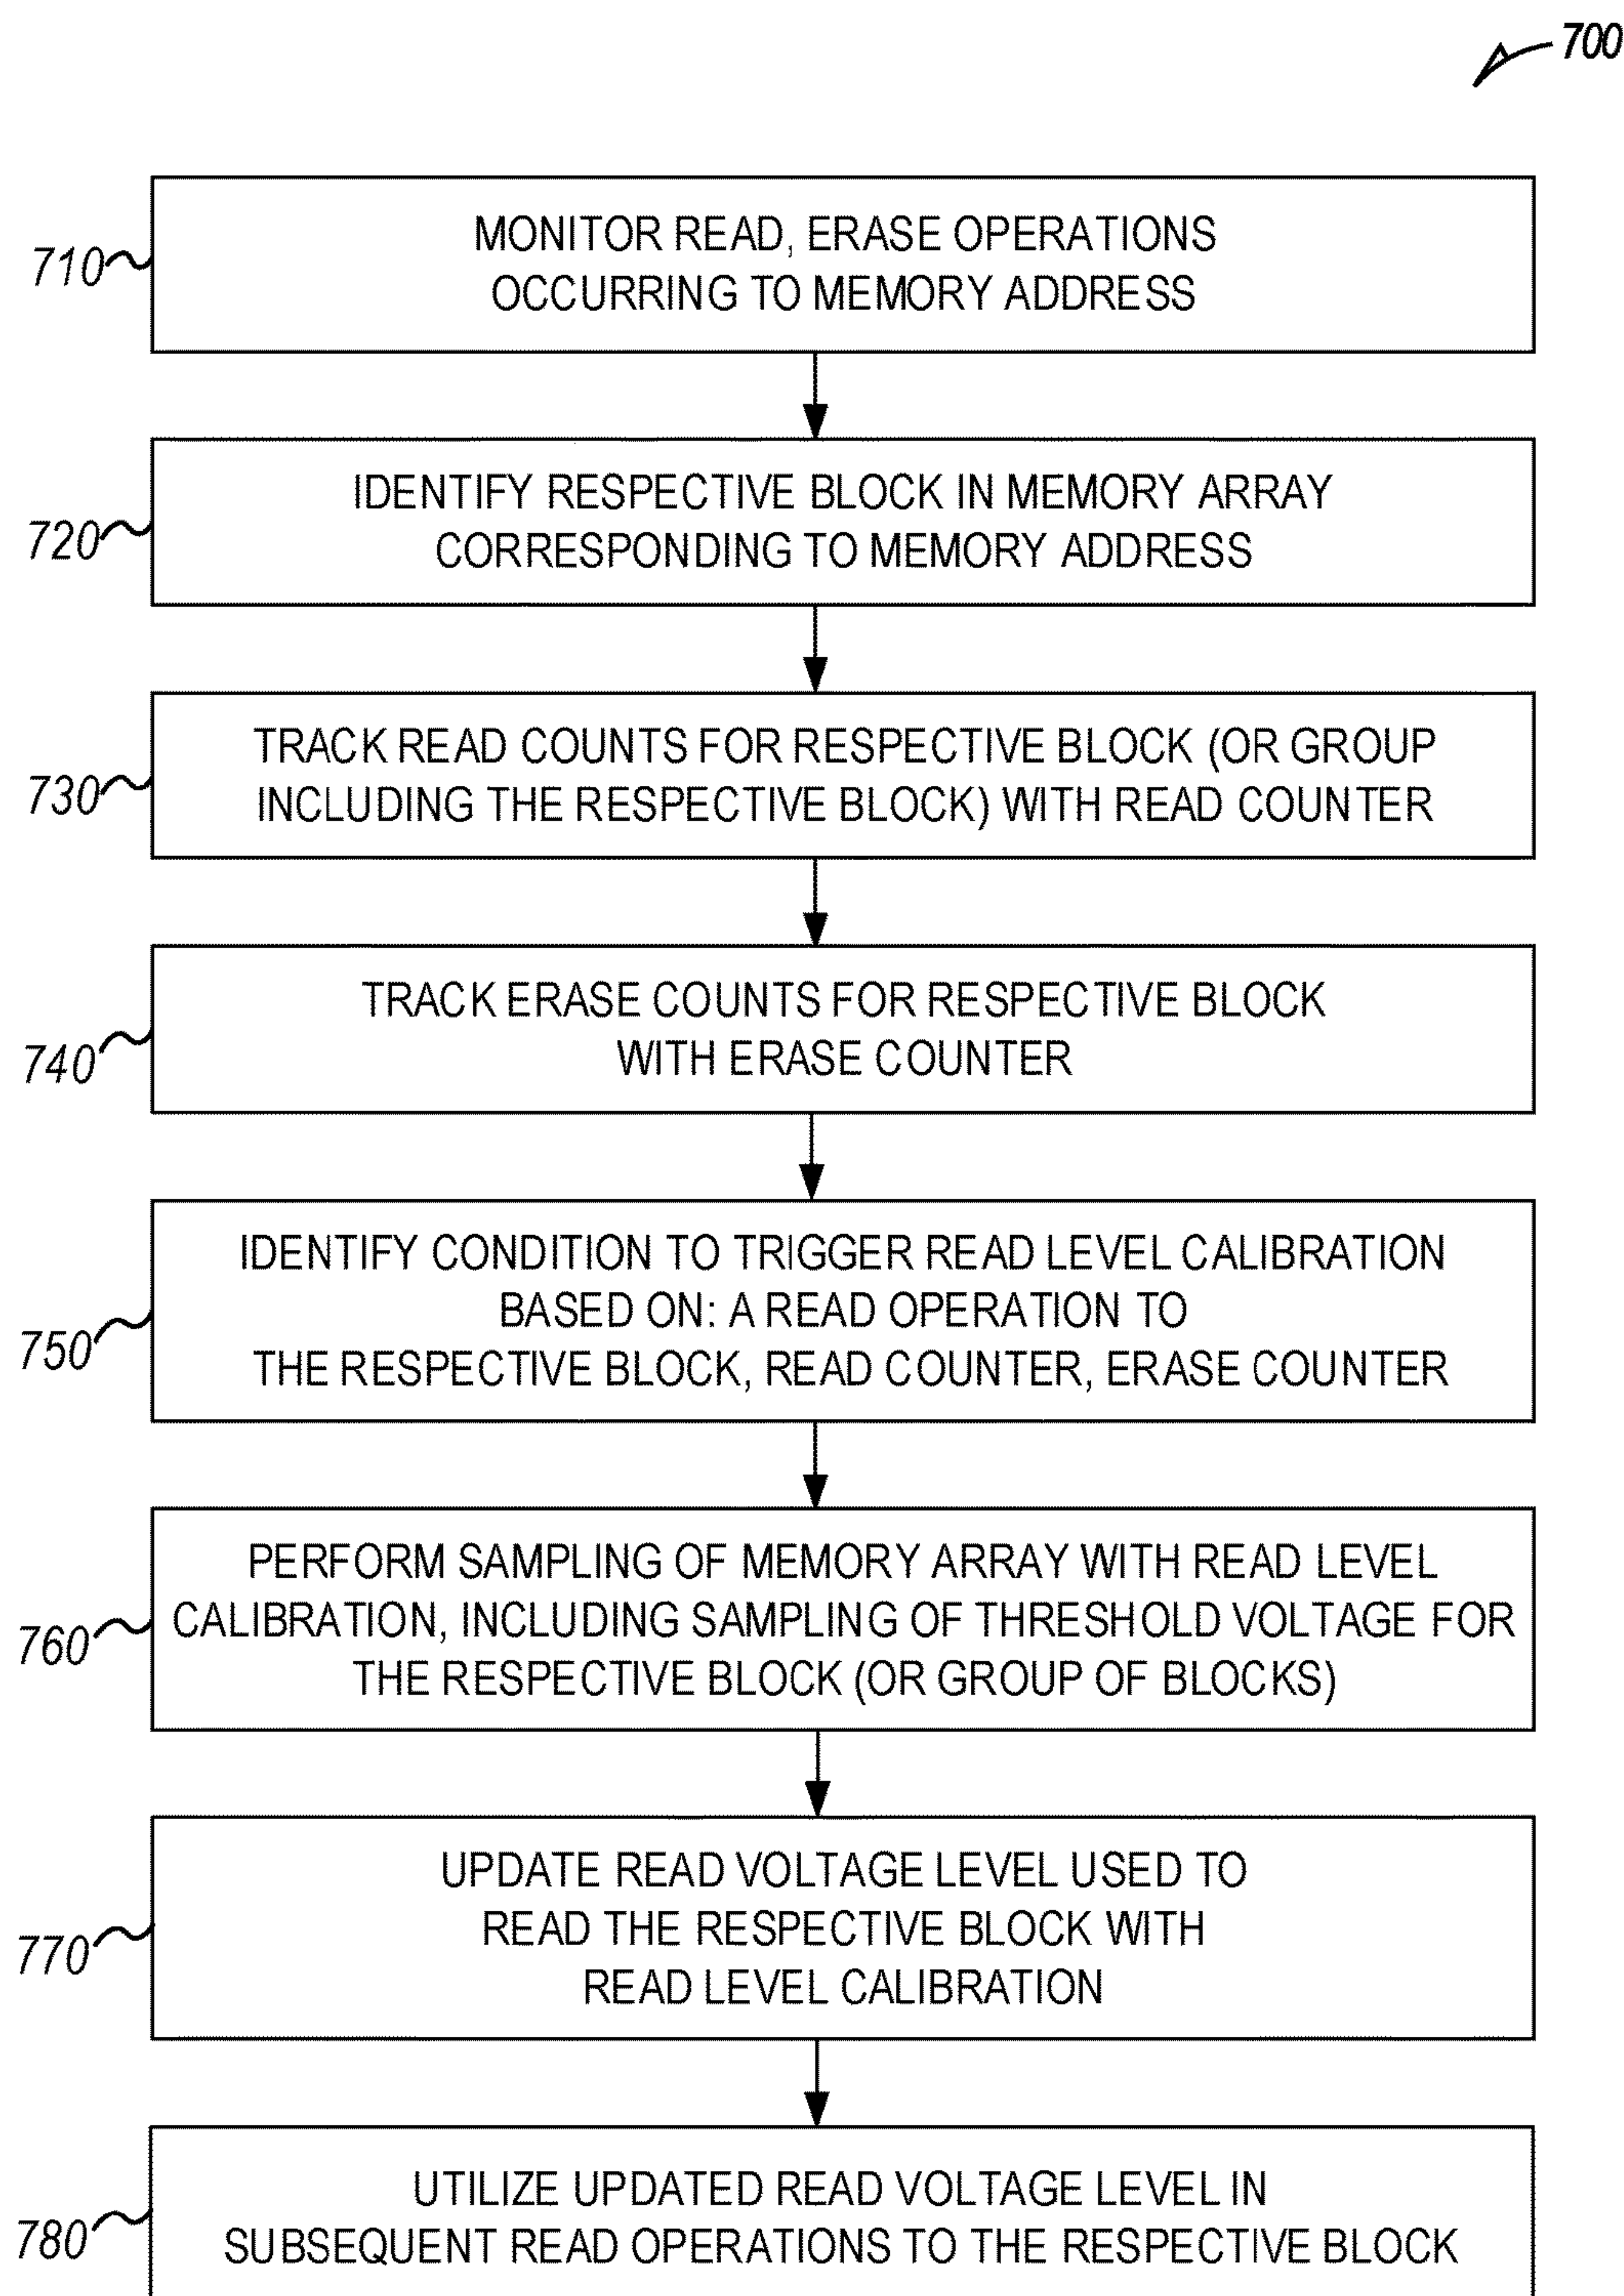 700
710
MONITOR READ, ERASE OPERATIONS
OCCURRING TO MEMORY ADDRESS
720
IDENTIFY RESPECTIVE BLOCK IN MEMORY ARRAY
CORRESPONDING TO MEMORY ADDRESS
730
TRACK READ COUNTS FOR RESPECTIVE BLOCK (OR GROUP
INCLUDING THE RESPECTIVE BLOCK) WITH READ COUNTER
740
TRACK ERASE COUNTS FOR RESPECTIVE BLOCK
WITH ERASE COUNTER
750
IDENTIFY CONDITION TO TRIGGER READ LEVEL CALIBRATION
BASED ON: A READ OPERATION TO
THE RESPECTIVE BLOCK, READ COUNTER, ERASE COUNTER
760
PERFORM SAMPLING OF MEMORY ARRAY WITH READ LEVEL
CALIBRATION, INCLUDING SAMPLING OF THRESHOLD VOLTAGE FOR
THE RESPECTIVE BLOCK (OR GROUP OF BLOCKS)
770
UPDATE READ VOLTAGE LEVEL USED TO
READ THE RESPECTIVE BLOCK WITH
READ LEVEL CALIBRATION
780
UTILIZE UPDATED READ VOLTAGE LEVEL IN
SUBSEQUENT READ OPERATIONS TO THE RESPECTIVE BLOCK